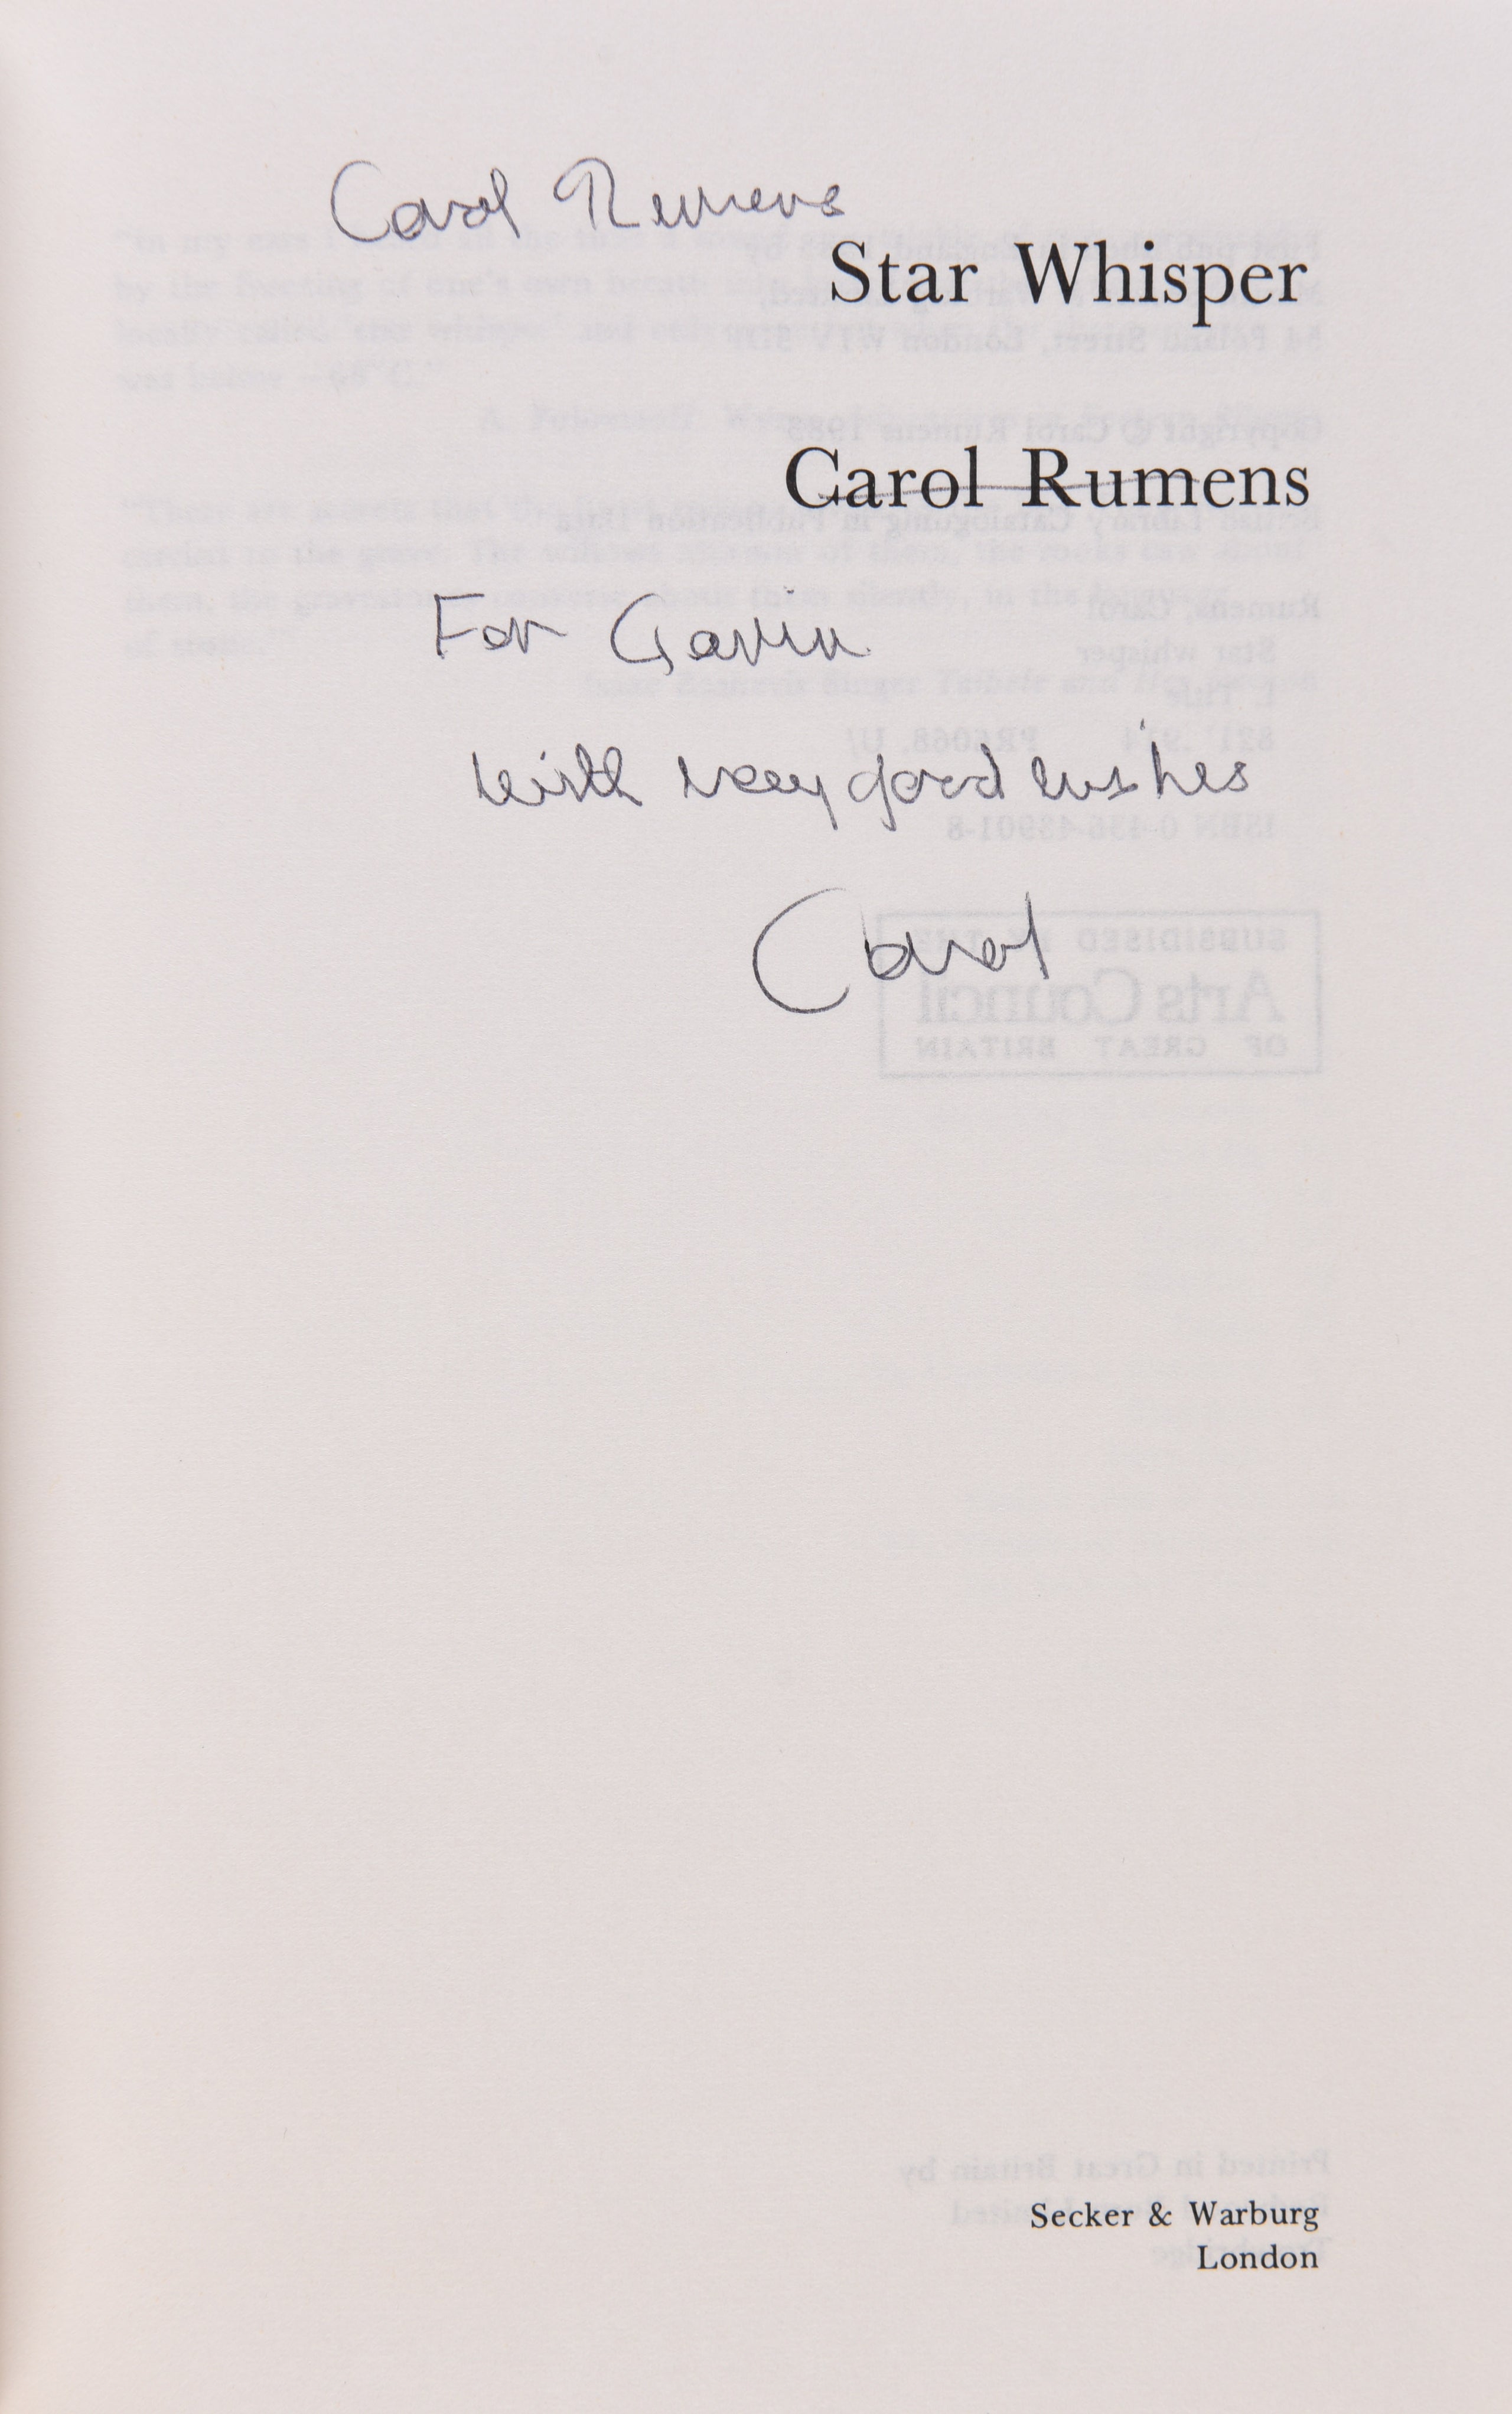 Carol Rumens
Star Whisper
Carol Rumens
For Gavin
with very good wishes
Carol
Secker & Warburg
London